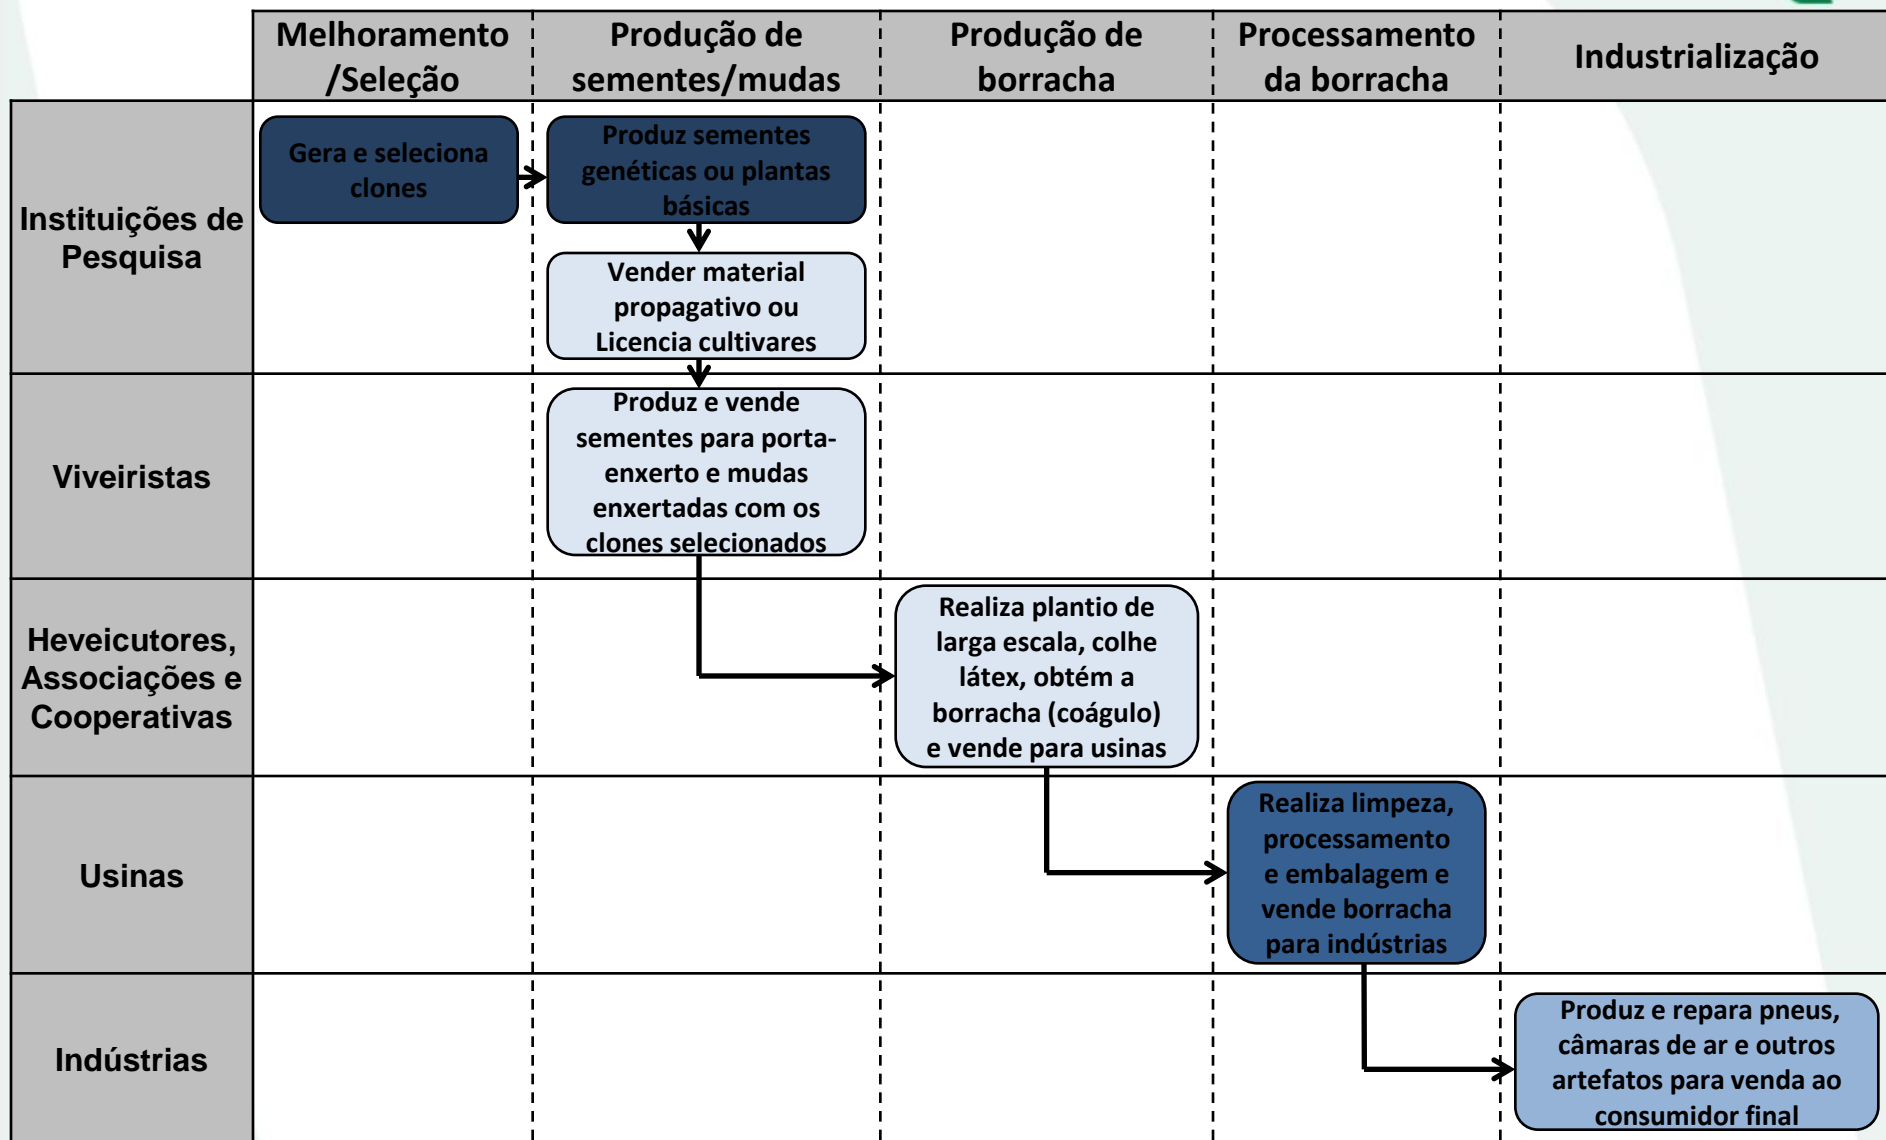 Melhoramento
/Seleção
Produção de
sementes/mudas
Produção de
borracha
Processamento
da borracha
Industrialização
Instituições de
Pesquisa
Gera e seleciona
clones
Produz sementes
genéticas ou plantas
básicas
Vender material
propagativo ou
Licencia cultivares
Viveiristas
Produz e vende
sementes para porta-
enxerto e mudas
enxertadas com os
clones selecionados
Heveicutores,
Associações e
Cooperativas
Realiza plantio de
larga escala, colhe
látex, obtém a
borracha (coágulo)
e vende para usinas
Usinas
Realiza limpeza,
processamento
e embalagem e
vende borracha
para indústrias
Indústrias
Produz e repara pneus,
câmaras de ar e outros
artefatos para venda ao
consumidor final